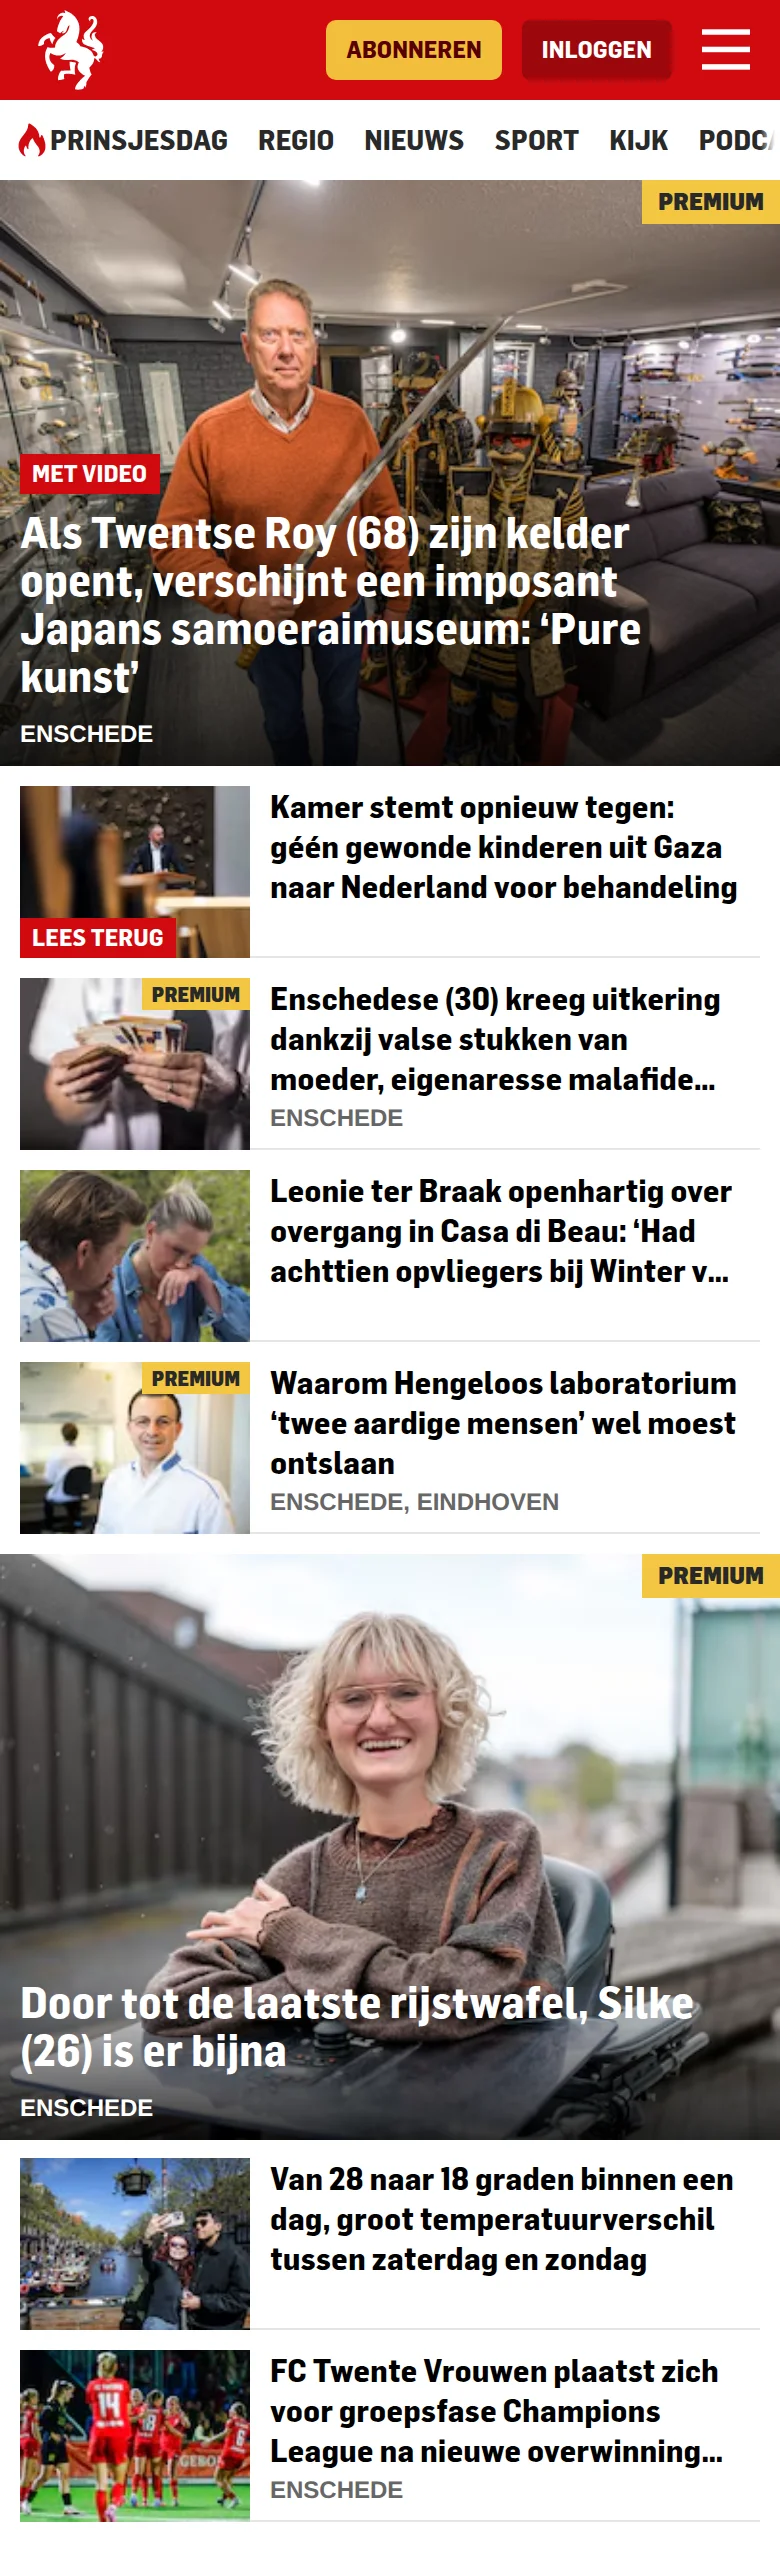 ABONNEREN
INLOGGEN
PRINSJESDAG REGIO NIEUWS SPORT KIJK
PREMIUM
MET VIDEO
Als Twentse Roy (68) zijn kelder
opent, verschijnt een imposant
Japans samoeraimuseum: ‘Pure
kunst’
ENSCHEDE
LEES TERUG
Kamer stemt opnieuw tegen:
géén gewonde kinderen uit Gaza
naar Nederland voor behandeling
PREMIUM
Enschedese (30) kreeg uitkering
dankzij valse stukken van
moeder, eigenaresse malafide...
ENSCHEDE
Leonie ter Braak openhartig over
overgang in Casa di Beau: ‘Had
achttien opvliegers bij Winter v...
PREMIUM
Waarom Hengeloos laboratorium
‘twee aardige mensen’ wel moest
ontslaan
ENSCHEDE, EINDHOVEN
PREMIUM
Door tot de laatste rijstwafel, Silke
(26) is er bijna
ENSCHEDE
Van 28 naar 18 graden binnen een
dag, groot temperatuurverschil
tussen zaterdag en zondag
14
FC Twente Vrouwen plaatst zich
voor groepsfase Champions
League na nieuwe overwinning...
ENSCHEDE